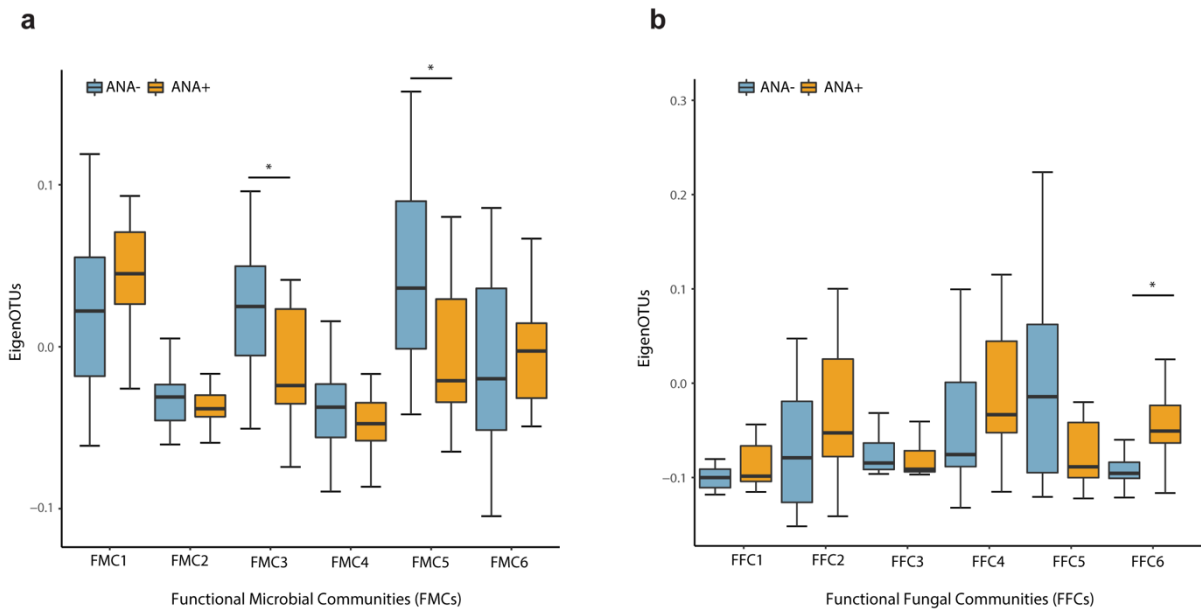 a
ANA- ANA+
*
*
0.1
0.0
−0.1
EigenOTUs
FMC1 FMC2 FMC3 FMC4 FMC5 FMC6
Functional Microbial Communities (FMCs)
b
ANA- ANA+
0.3
0.2
0.1
0.0
−0.1
*
EigenOTUs
FFC1 FFC2 FFC3 FFC4 FFC5 FFC6
Functional Fungal Communities (FFCs)